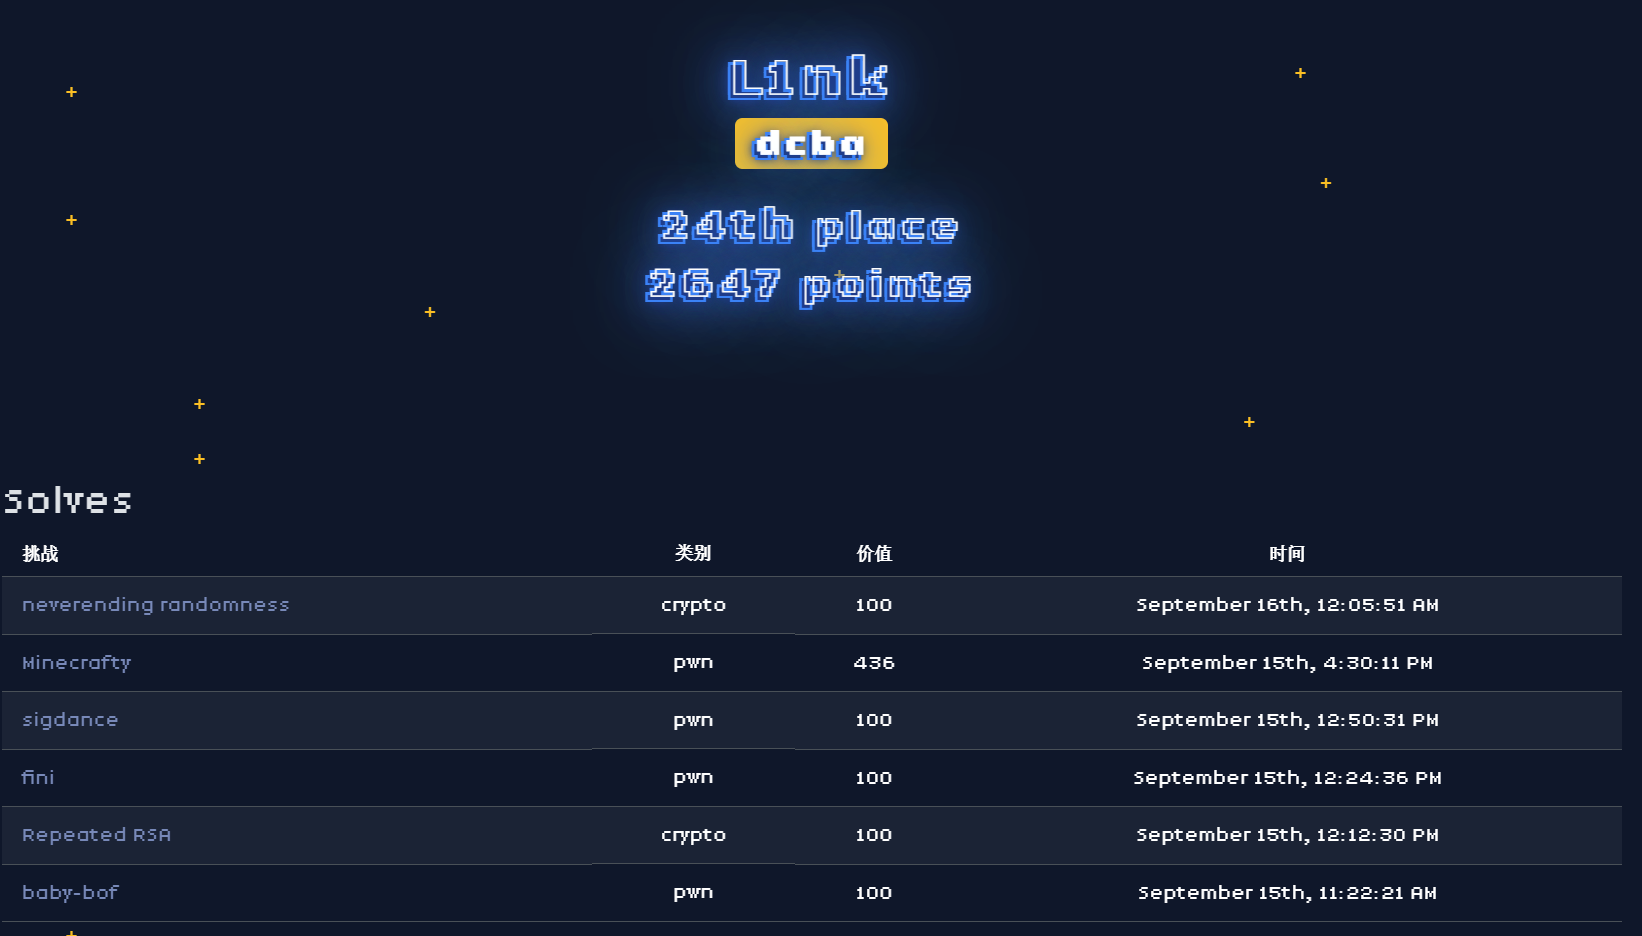 L1nk
dcba
24th place
2647 points
Solves
挑战 类别 价值 时间
neverending randomness crypto 100 September 16th, 12:05:51 AM
Minecrafty pwn 436 September 15th, 4:30:11 PM
sigdance pwn 100 September 15th, 12:50:31 PM
fini pwn 100 September 15th, 12:24:36 PM
Repeated RSA crypto 100 September 15th, 12:12:30 PM
baby-bof pwn 100 September 15th, 11:22:21 AM